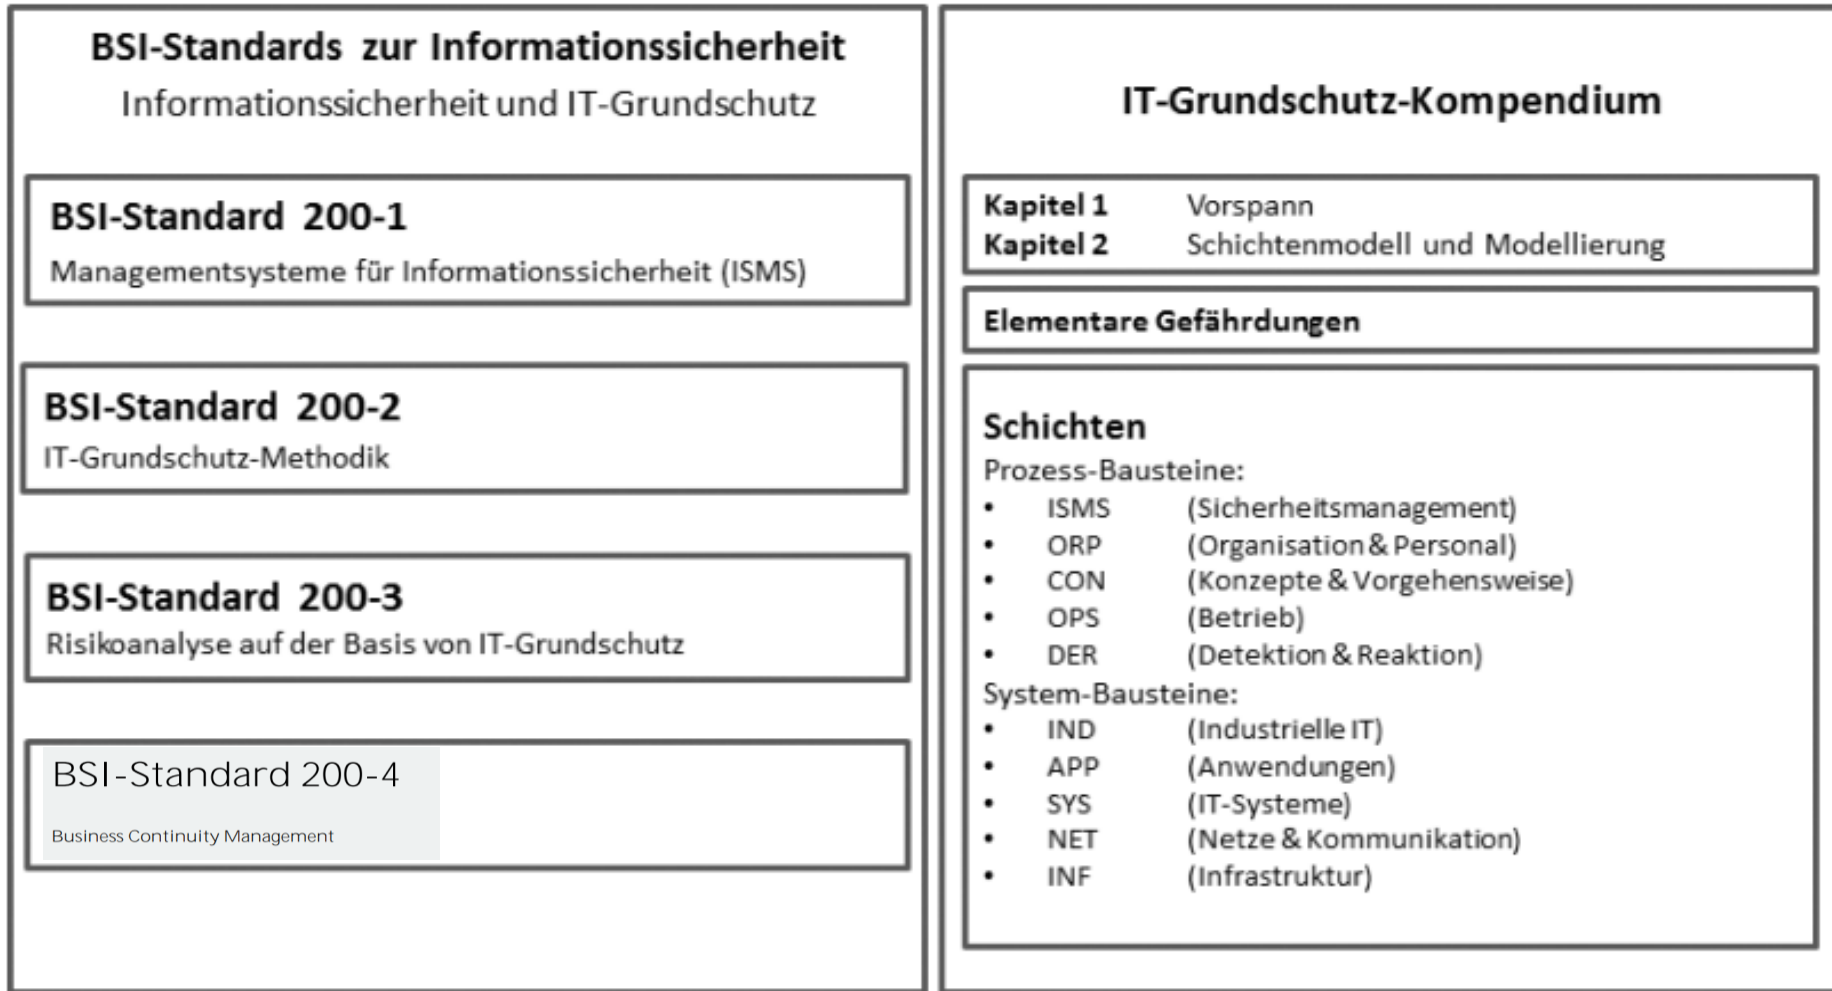 BSI-Standards zur Informationssicherheit
Informationssicherheit und IT-Grundschutz
BSI-Standard 200-1
Managementsysteme für Informationssicherheit (ISMS)
BSI-Standard 200-2
IT-Grundschutz-Methodik
BSI-Standard 200-3
Risikoanalyse auf der Basis von IT-Grundschutz
BSI-Standard 200-4
Business Continuity Management
IT-Grundschutz-Kompendium
Kapitel 1 Vorspann
Kapitel 2 Schichtenmodell und Modellierung
Elementare Gefährdungen
Schichten
Prozess-Bausteine:
• ISMS (Sicherheitsmanagement)
• ORP (Organisation & Personal)
• CON (Konzepte & Vorgehensweise)
• OPS (Betrieb)
• DER (Detektion & Reaktion)
System-Bausteine:
• IND (Industrielle IT)
• APP (Anwendungen)
• SYS (IT-Systeme)
• NET (Netze & Kommunikation)
• INF (Infrastruktur)